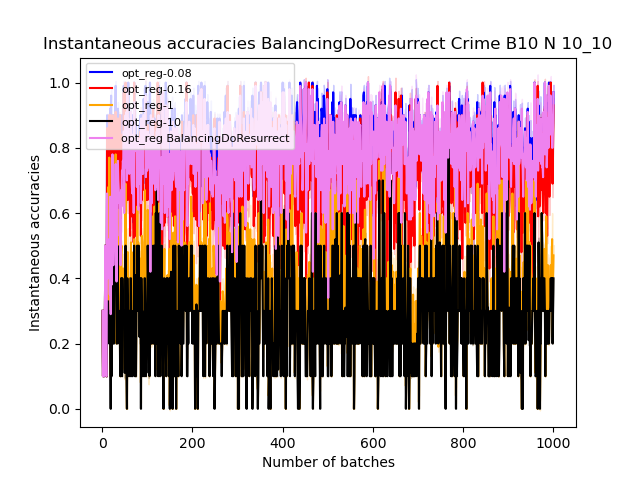 Instantaneous accuracies BalancingDoResurrect Crime B10 N 10_10
opt_reg-0.08
opt_reg-0.16
opt_reg-1
opt_reg-10
opt_reg BalancingDoResurrect
Instantaneous accuracies
1.0
0.8
0.6
0.4
0.2
0.0
0
200
400
600
800
1000
Number of batches